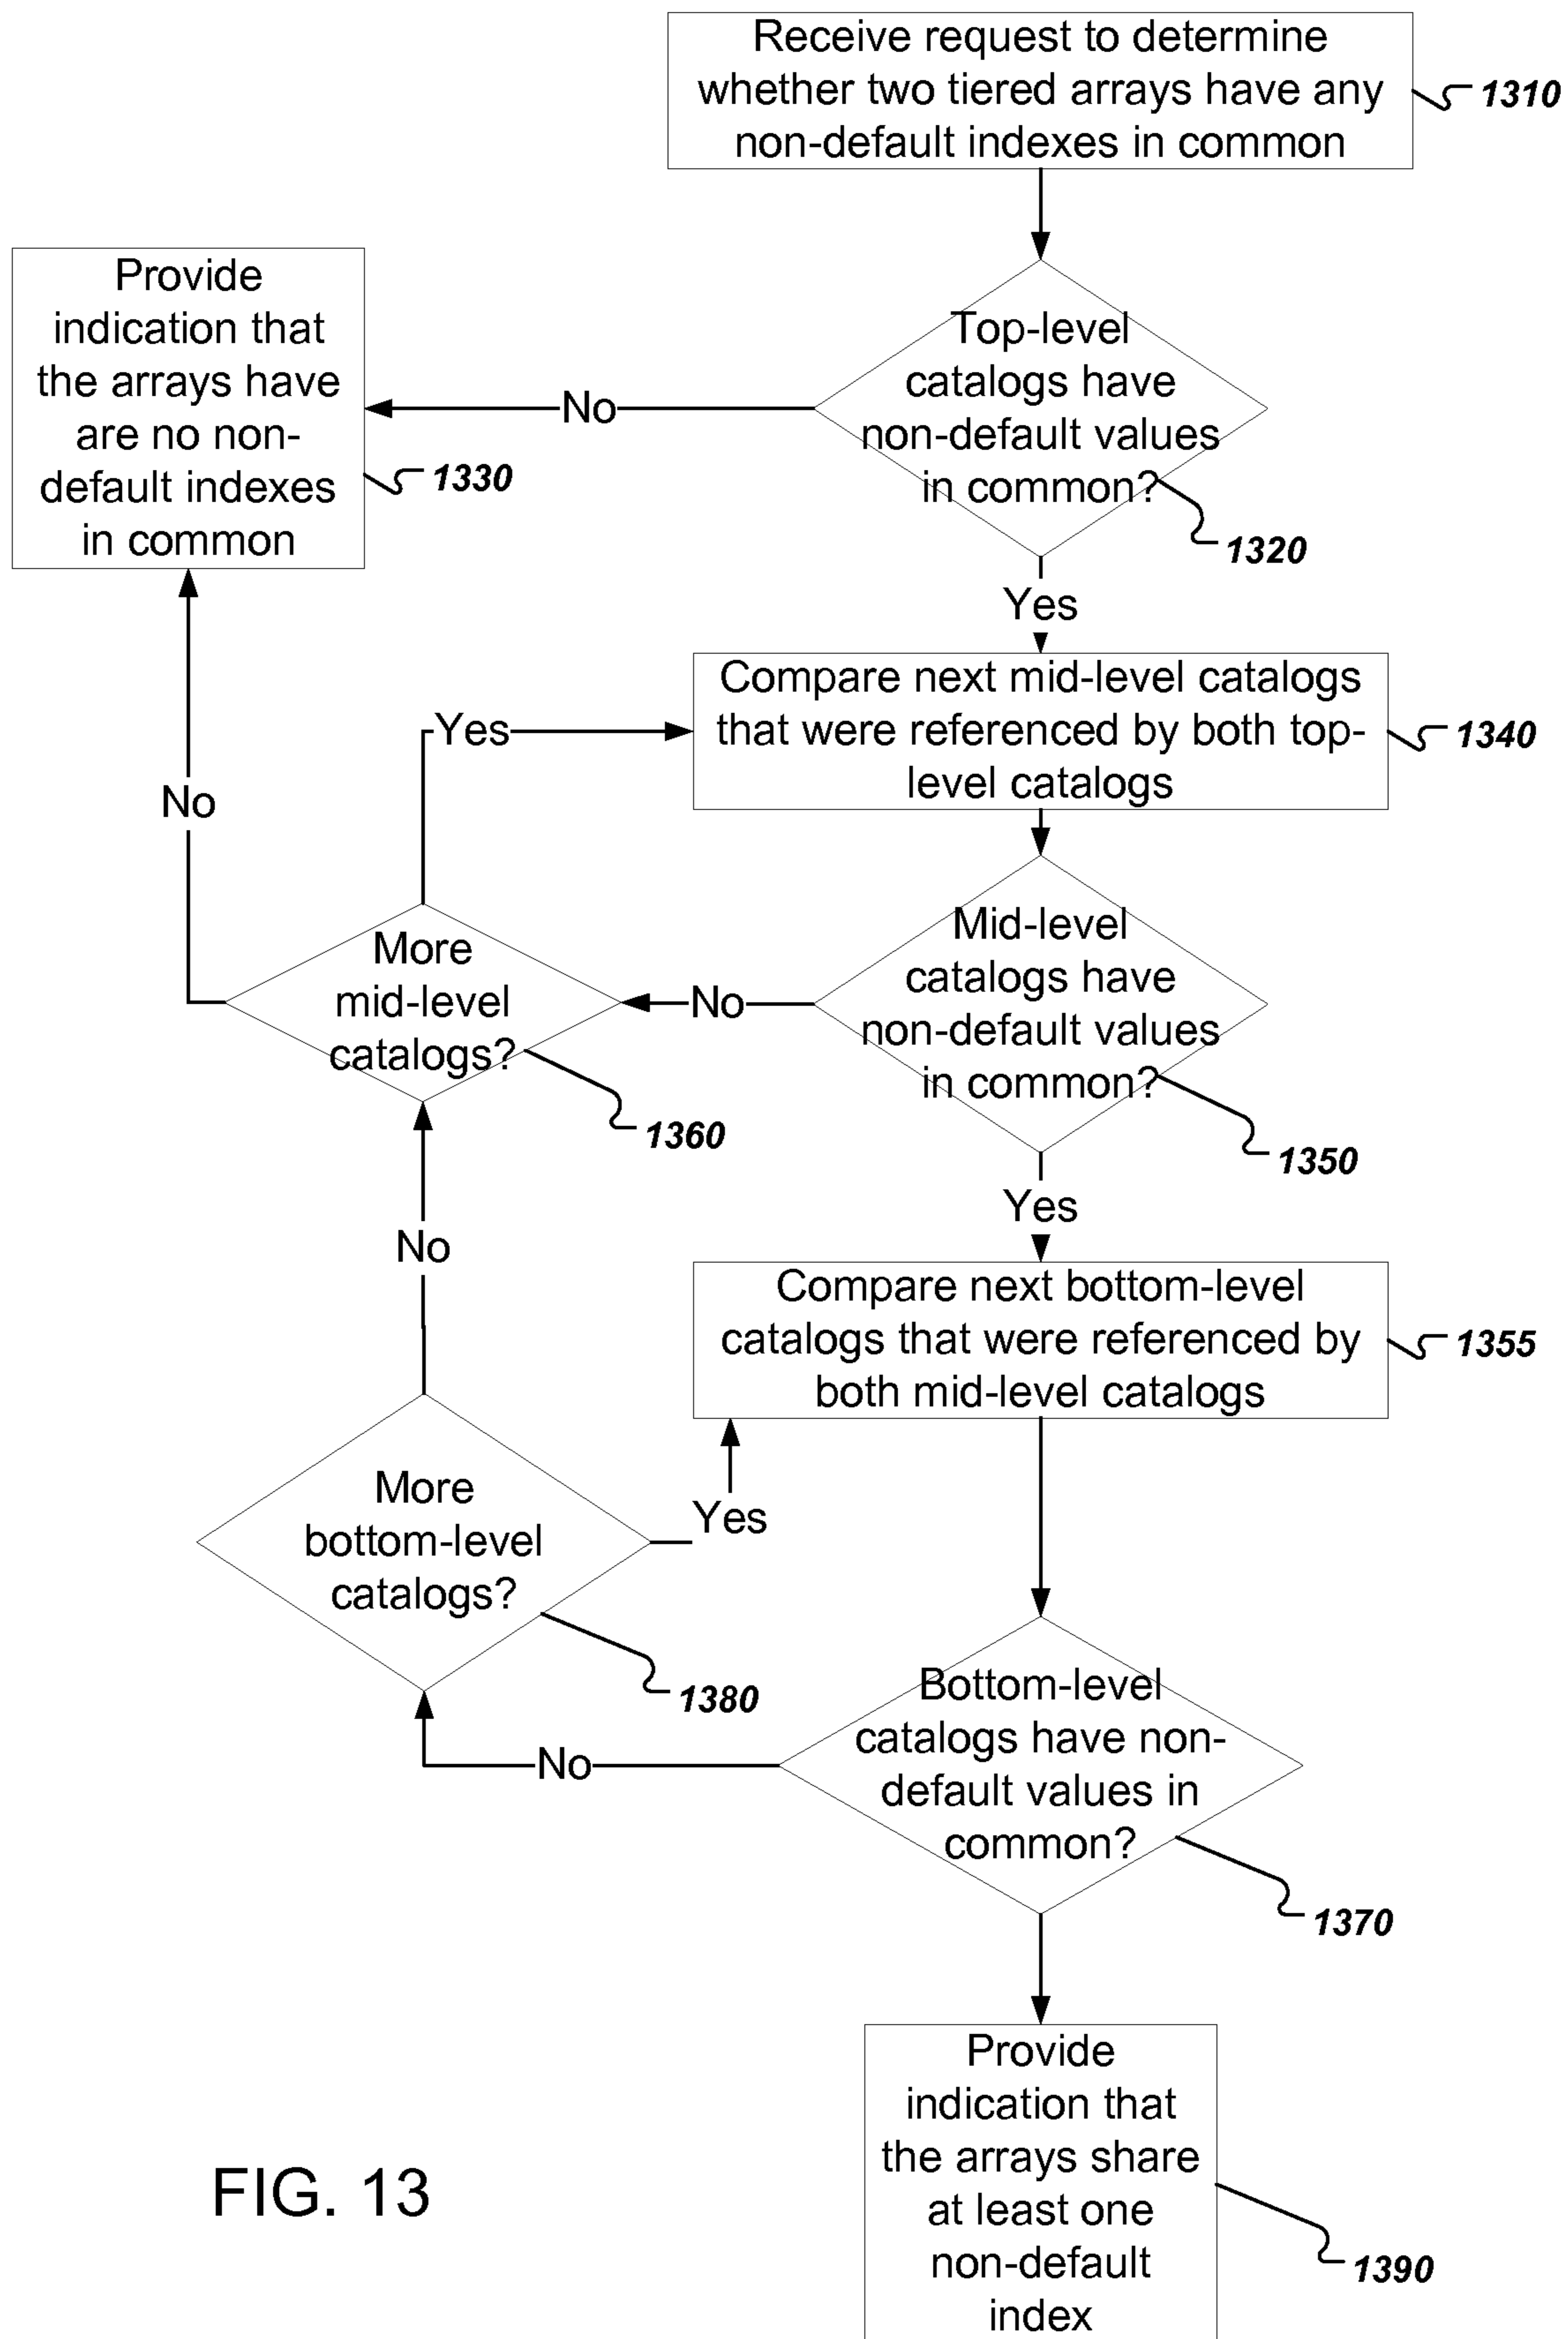 Receive request to determine
whether two tiered arrays have any
non-default indexes in common
1310
Provide
indication that
the arrays have
are no non-
default indexes
in common
1330
Top-level
catalogs have
non-default values
in common?
1320
No
Yes
Compare next mid-level catalogs
that were referenced by both top-
level catalogs
1340
Yes
No
More
mid-level
catalogs?
1360
No
Mid-level
catalogs have
non-default values
in common?
1350
Yes
No
Compare next bottom-level
catalogs that were referenced by
both mid-level catalogs
1355
More
bottom-level
catalogs?
1380
Yes
Bottom-level
catalogs have non-
default values in
common?
1370
No
Provide
indication that
the arrays share
at least one
non-default
index
1390
FIG. 13